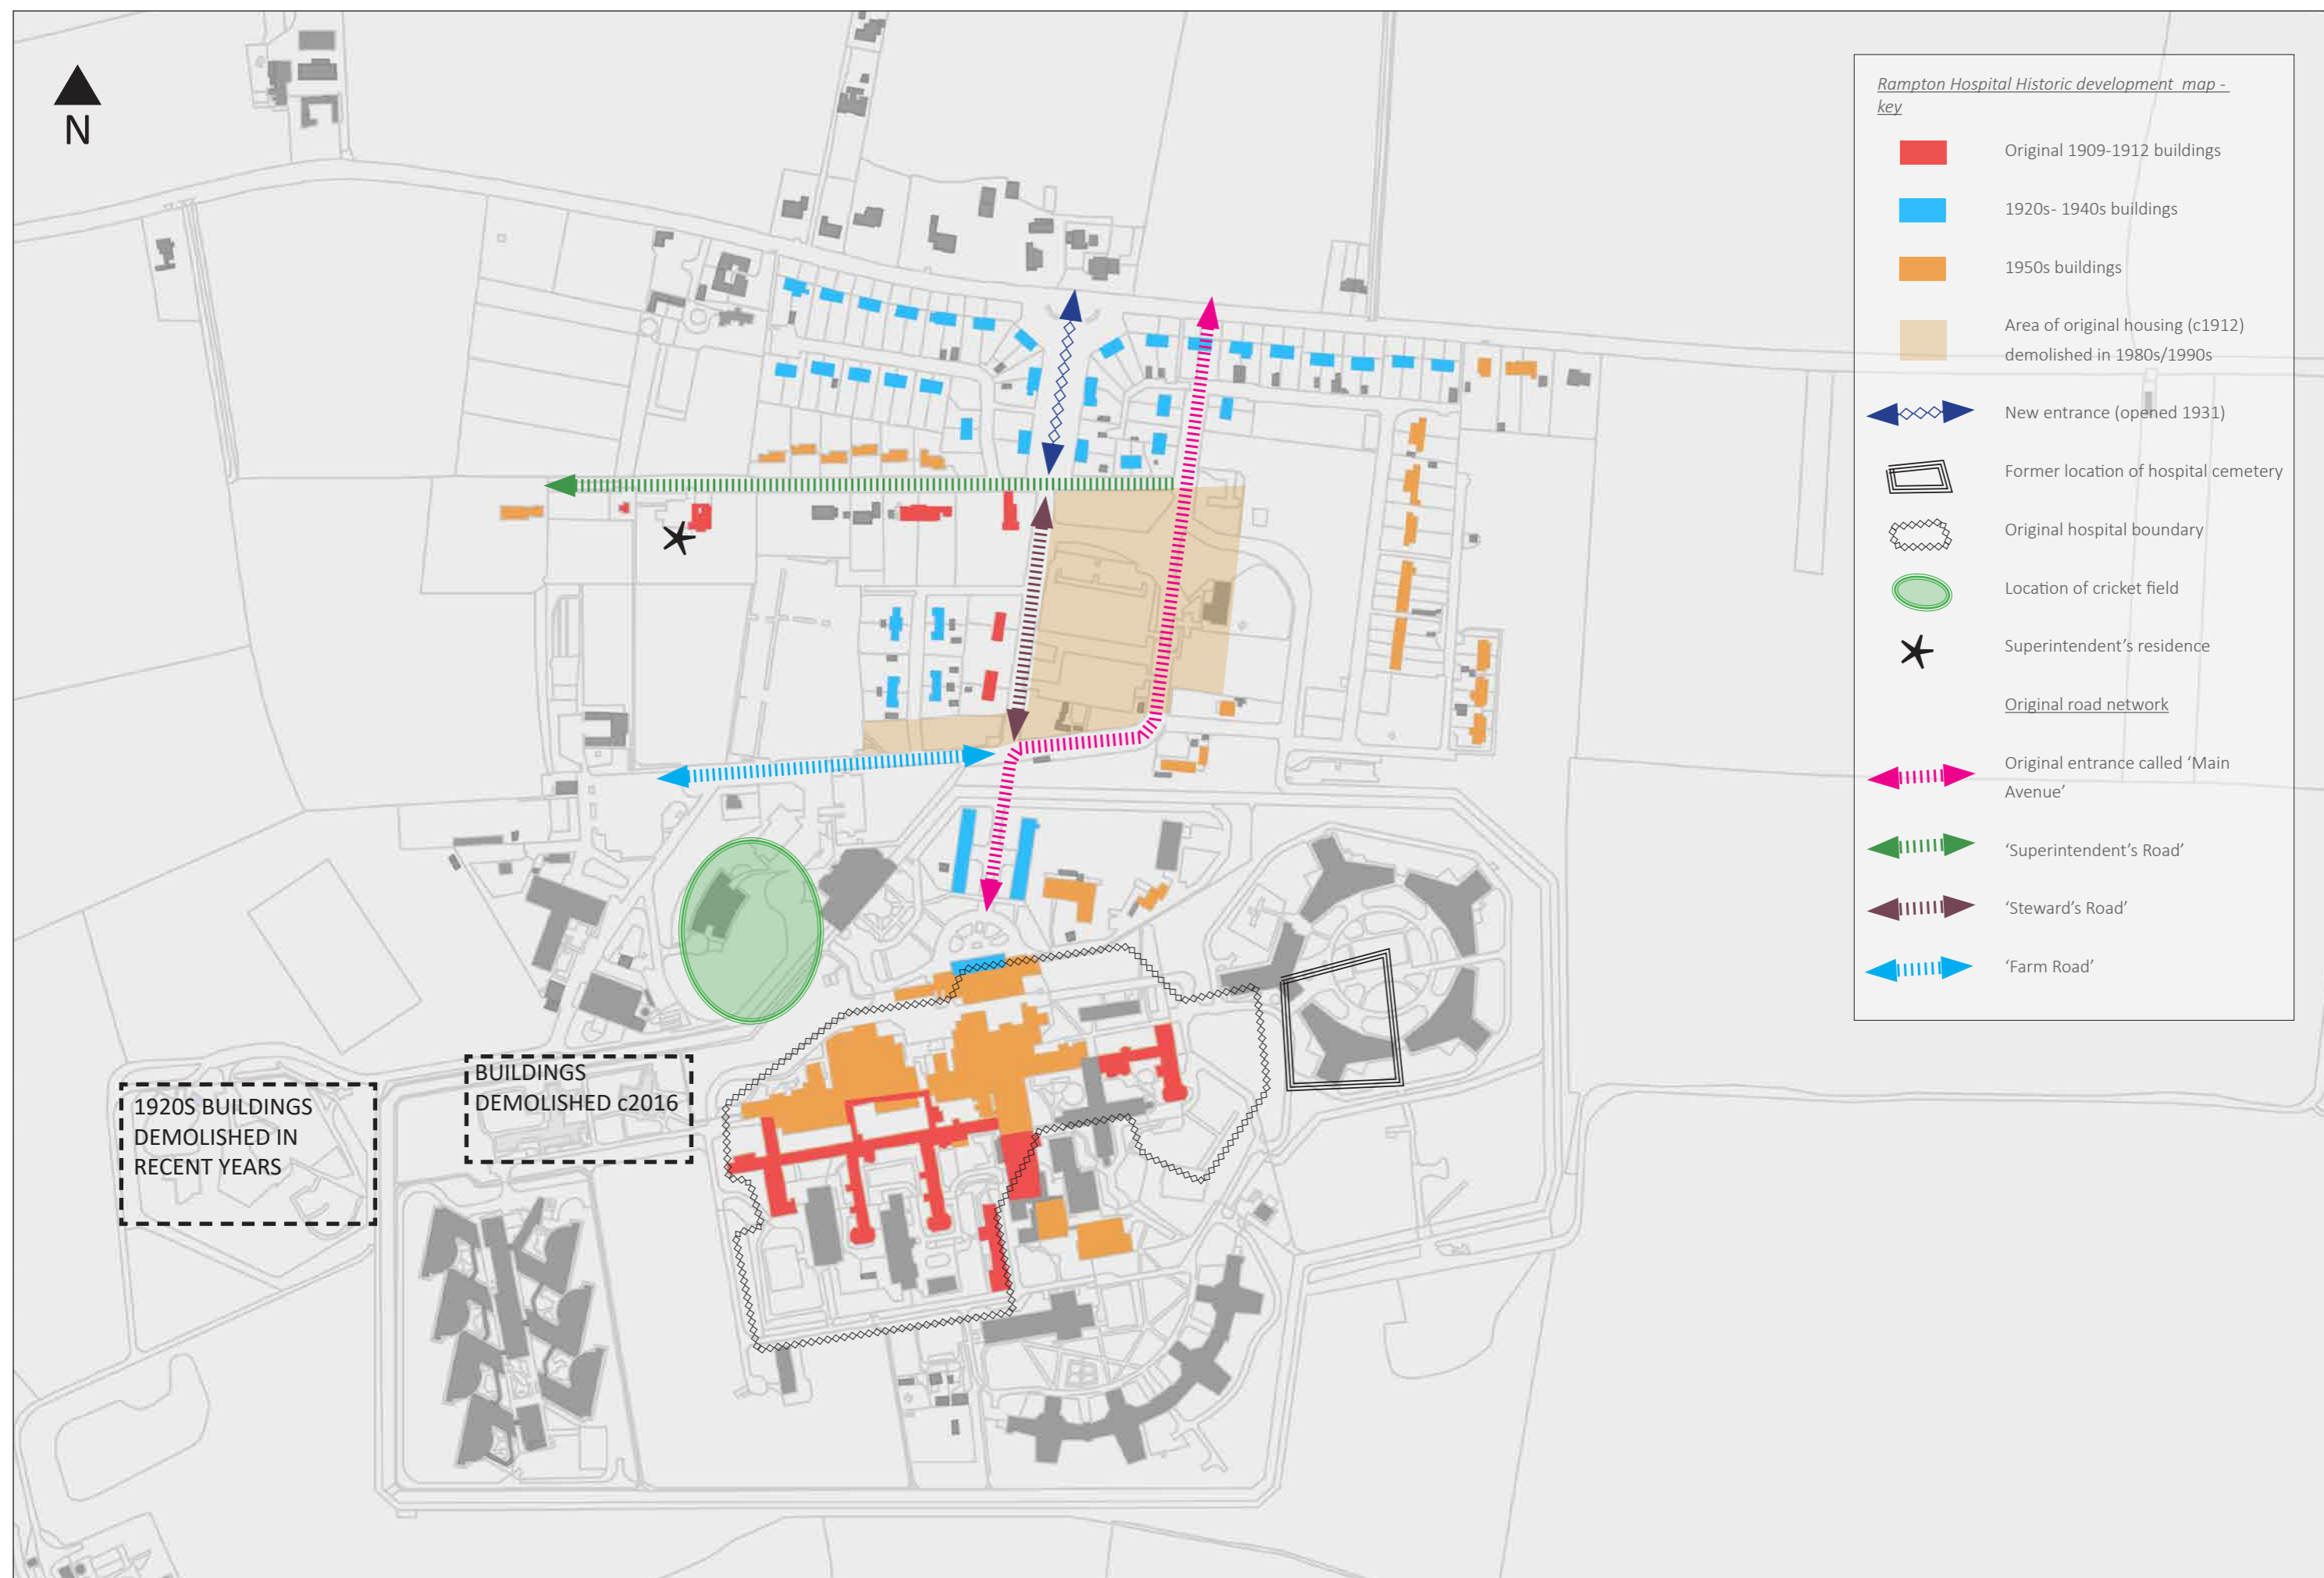 N
Rampton Hospital Historic development map -
key
Original 1909-1912 buildings
1920s- 1940s buildings
1950s buildings
Area of original housing (c1912)
demolished in 1980s/1990s
New entrance (opened 1931)
Former location of hospital cemetery
Original hospital boundary
Location of cricket field
Superintendent's residence
Original road network
Original entrance called ‘Main
Avenue’
‘Superintendent's Road’
‘Steward's Road’
‘Farm Road’
BUILDINGS
DEMOLISHED c2016
1920S BUILDINGS
DEMOLISHED IN
RECENT YEARS